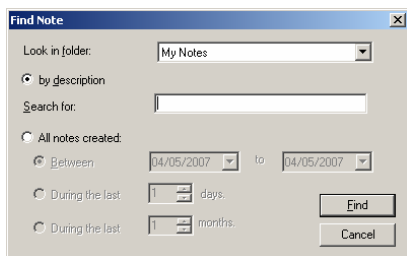 Find Note
Look in folder: My Notes
by description
Search for:
All notes created:
Between 04/05/2007 to 04/05/2007
During the last 1 days.
During the last 1 months.
Find
Cancel